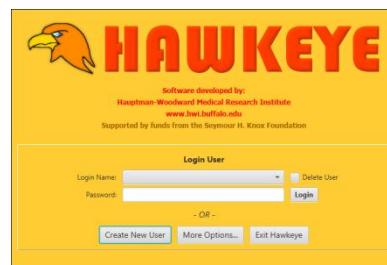 HAWKEYE
Software developed by:
Hauptman-Woodward Medical Research Institute
www.hwi.buffalo.edu
Supported by funds from the Seymour H. Knox Foundation
Login User
Login Name:
Delete User
Password:
Login
- OR -
Create New User More Options... Exit Hawkeye